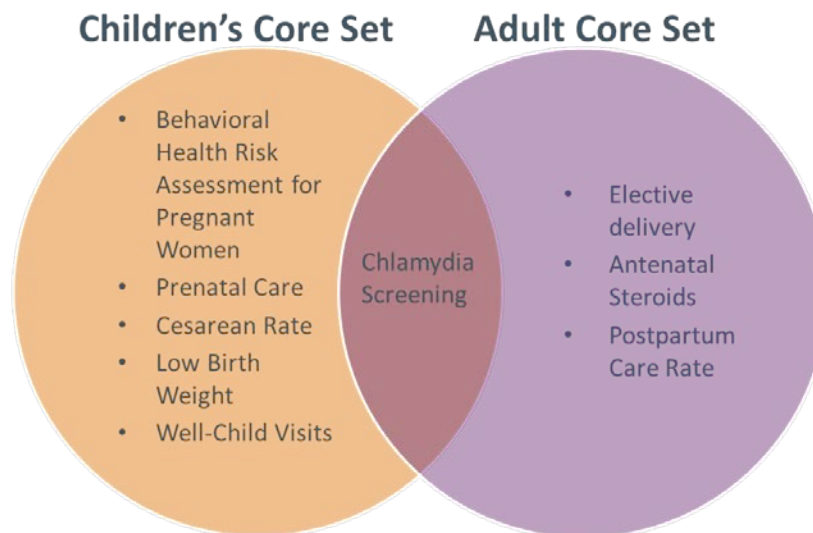 Children's Core Set
Adult Core Set
• Behavioral
Health Risk
Assessment for
Pregnant
Women
• Prenatal Care
• Cesarean Rate
• Low Birth
Weight
• Well-Child Visits
Chlamydia
Screening
• Elective
delivery
• Antenatal
Steroids
• Postpartum
Care Rate